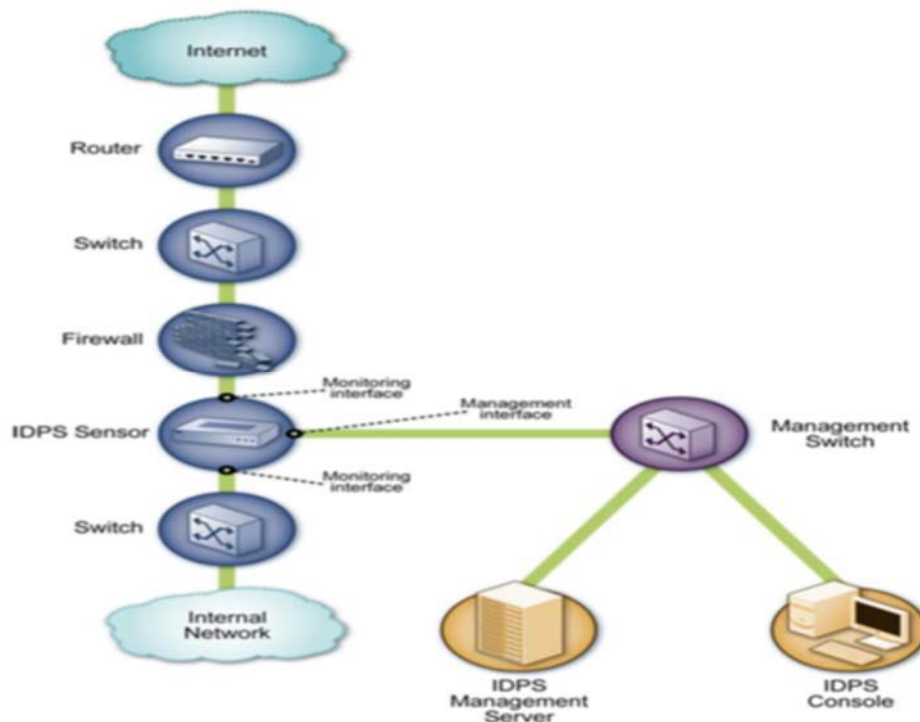 Internet
Router
Switch
Firewall
Monitoring
interface
Management
interface
IDPS Sensor
Management
Switch
Monitoring
interface
Switch
Internal
Network
IDPS
Management
Server
IDPS
Console